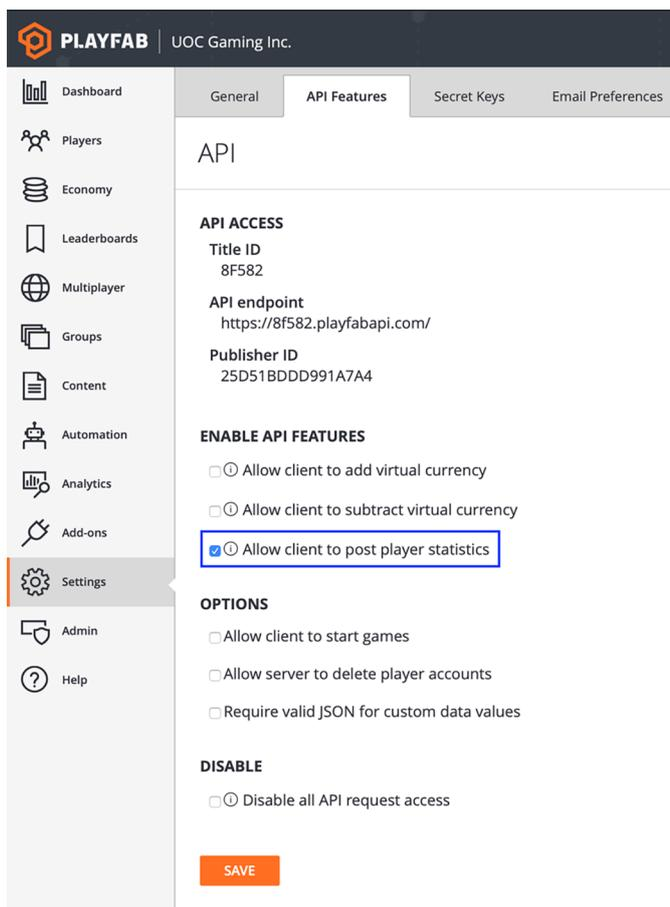 PLAYFAB
UOC Gaming Inc.
Dashboard
Players
Economy
Leaderboards
Multiplayer
Groups
Content
Automation
Analytics
Add-ons
Settings
Admin
Help
General
API Features
Secret Keys
Email Preferences
API
API ACCESS
Title ID
8F582
API endpoint
https://8f582.playfabapi.com/
Publisher ID
25D51BDDD991A7A4
ENABLE API FEATURES
Allow client to add virtual currency
Allow client to subtract virtual currency
Allow client to post player statistics
OPTIONS
Allow client to start games
Allow server to delete player accounts
Require valid JSON for custom data values
DISABLE
Disable all API request access
SAVE